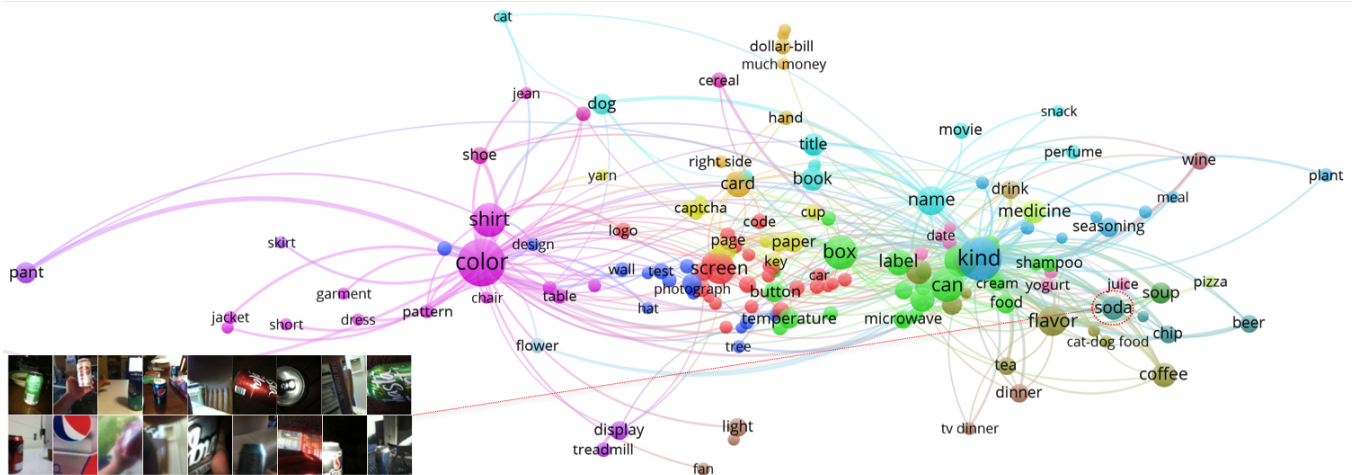 cat
dollar-bill
much money
cereal
jean
dog
hand
snack
movie
title
shoe
right side
perfume
wine
yarn
card
book
drink
plant
shirt
captcha
cup
name
medicine
meal
logo
code
seasoning
skirt
design
page
paper
date
color
box
kind
pant
wall
test
screen
key
label
shampoo
car
chair
photograph
button
can
cream
yogurt
juice
soup
pizza
garment
table
food
soda
jacket
short
dress
pattern
hat
temperature
microwave
flavor
beer
chip
flower
tree
cat-dog food
tea
coffee
dinner
display
light
tv dinner
treadmill
fan